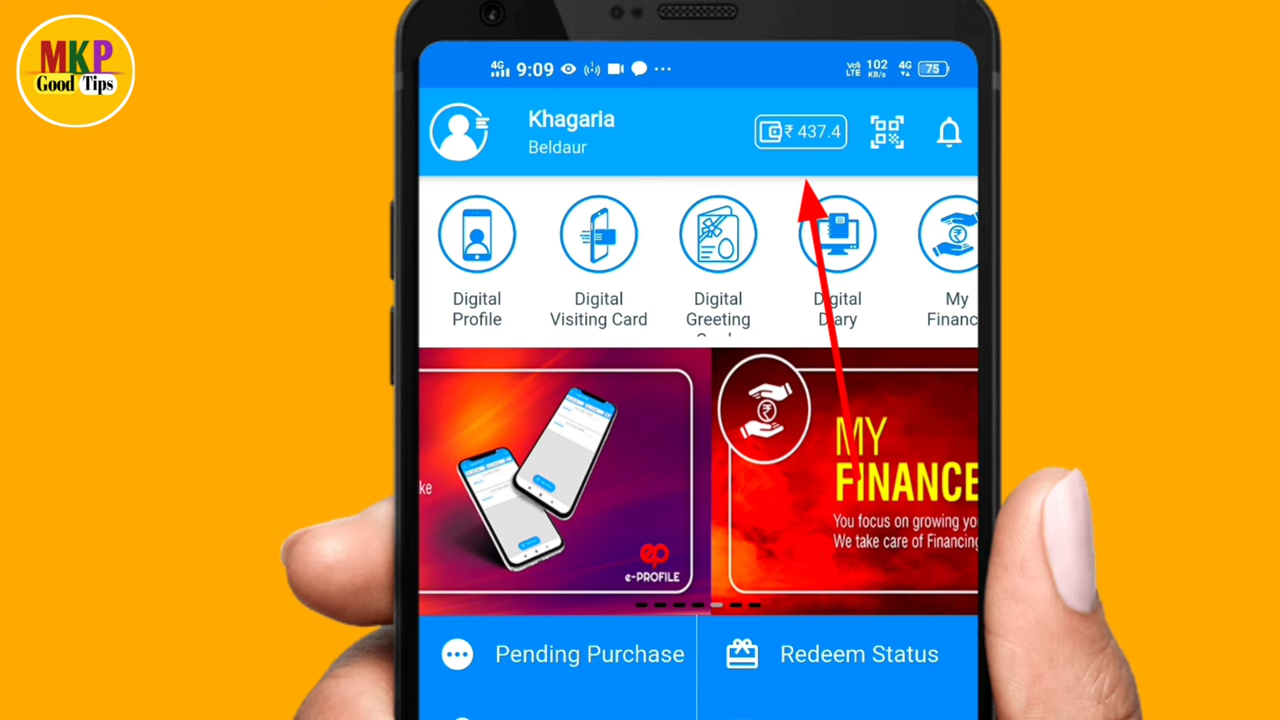 MKP
Good Tips
4G 9:09 ... VoLTE 102 KB/s 4G 75
Khagaria
Beldaur
₹ 437.4
Digital Profile
Digital Visiting Card
Digital Greeting
Digital Diary
My Financ
ke
ep
e-PROFILE
MY
FINANCE
You focus on growing yo
We take care of Financing
Pending Purchase
Redeem Status